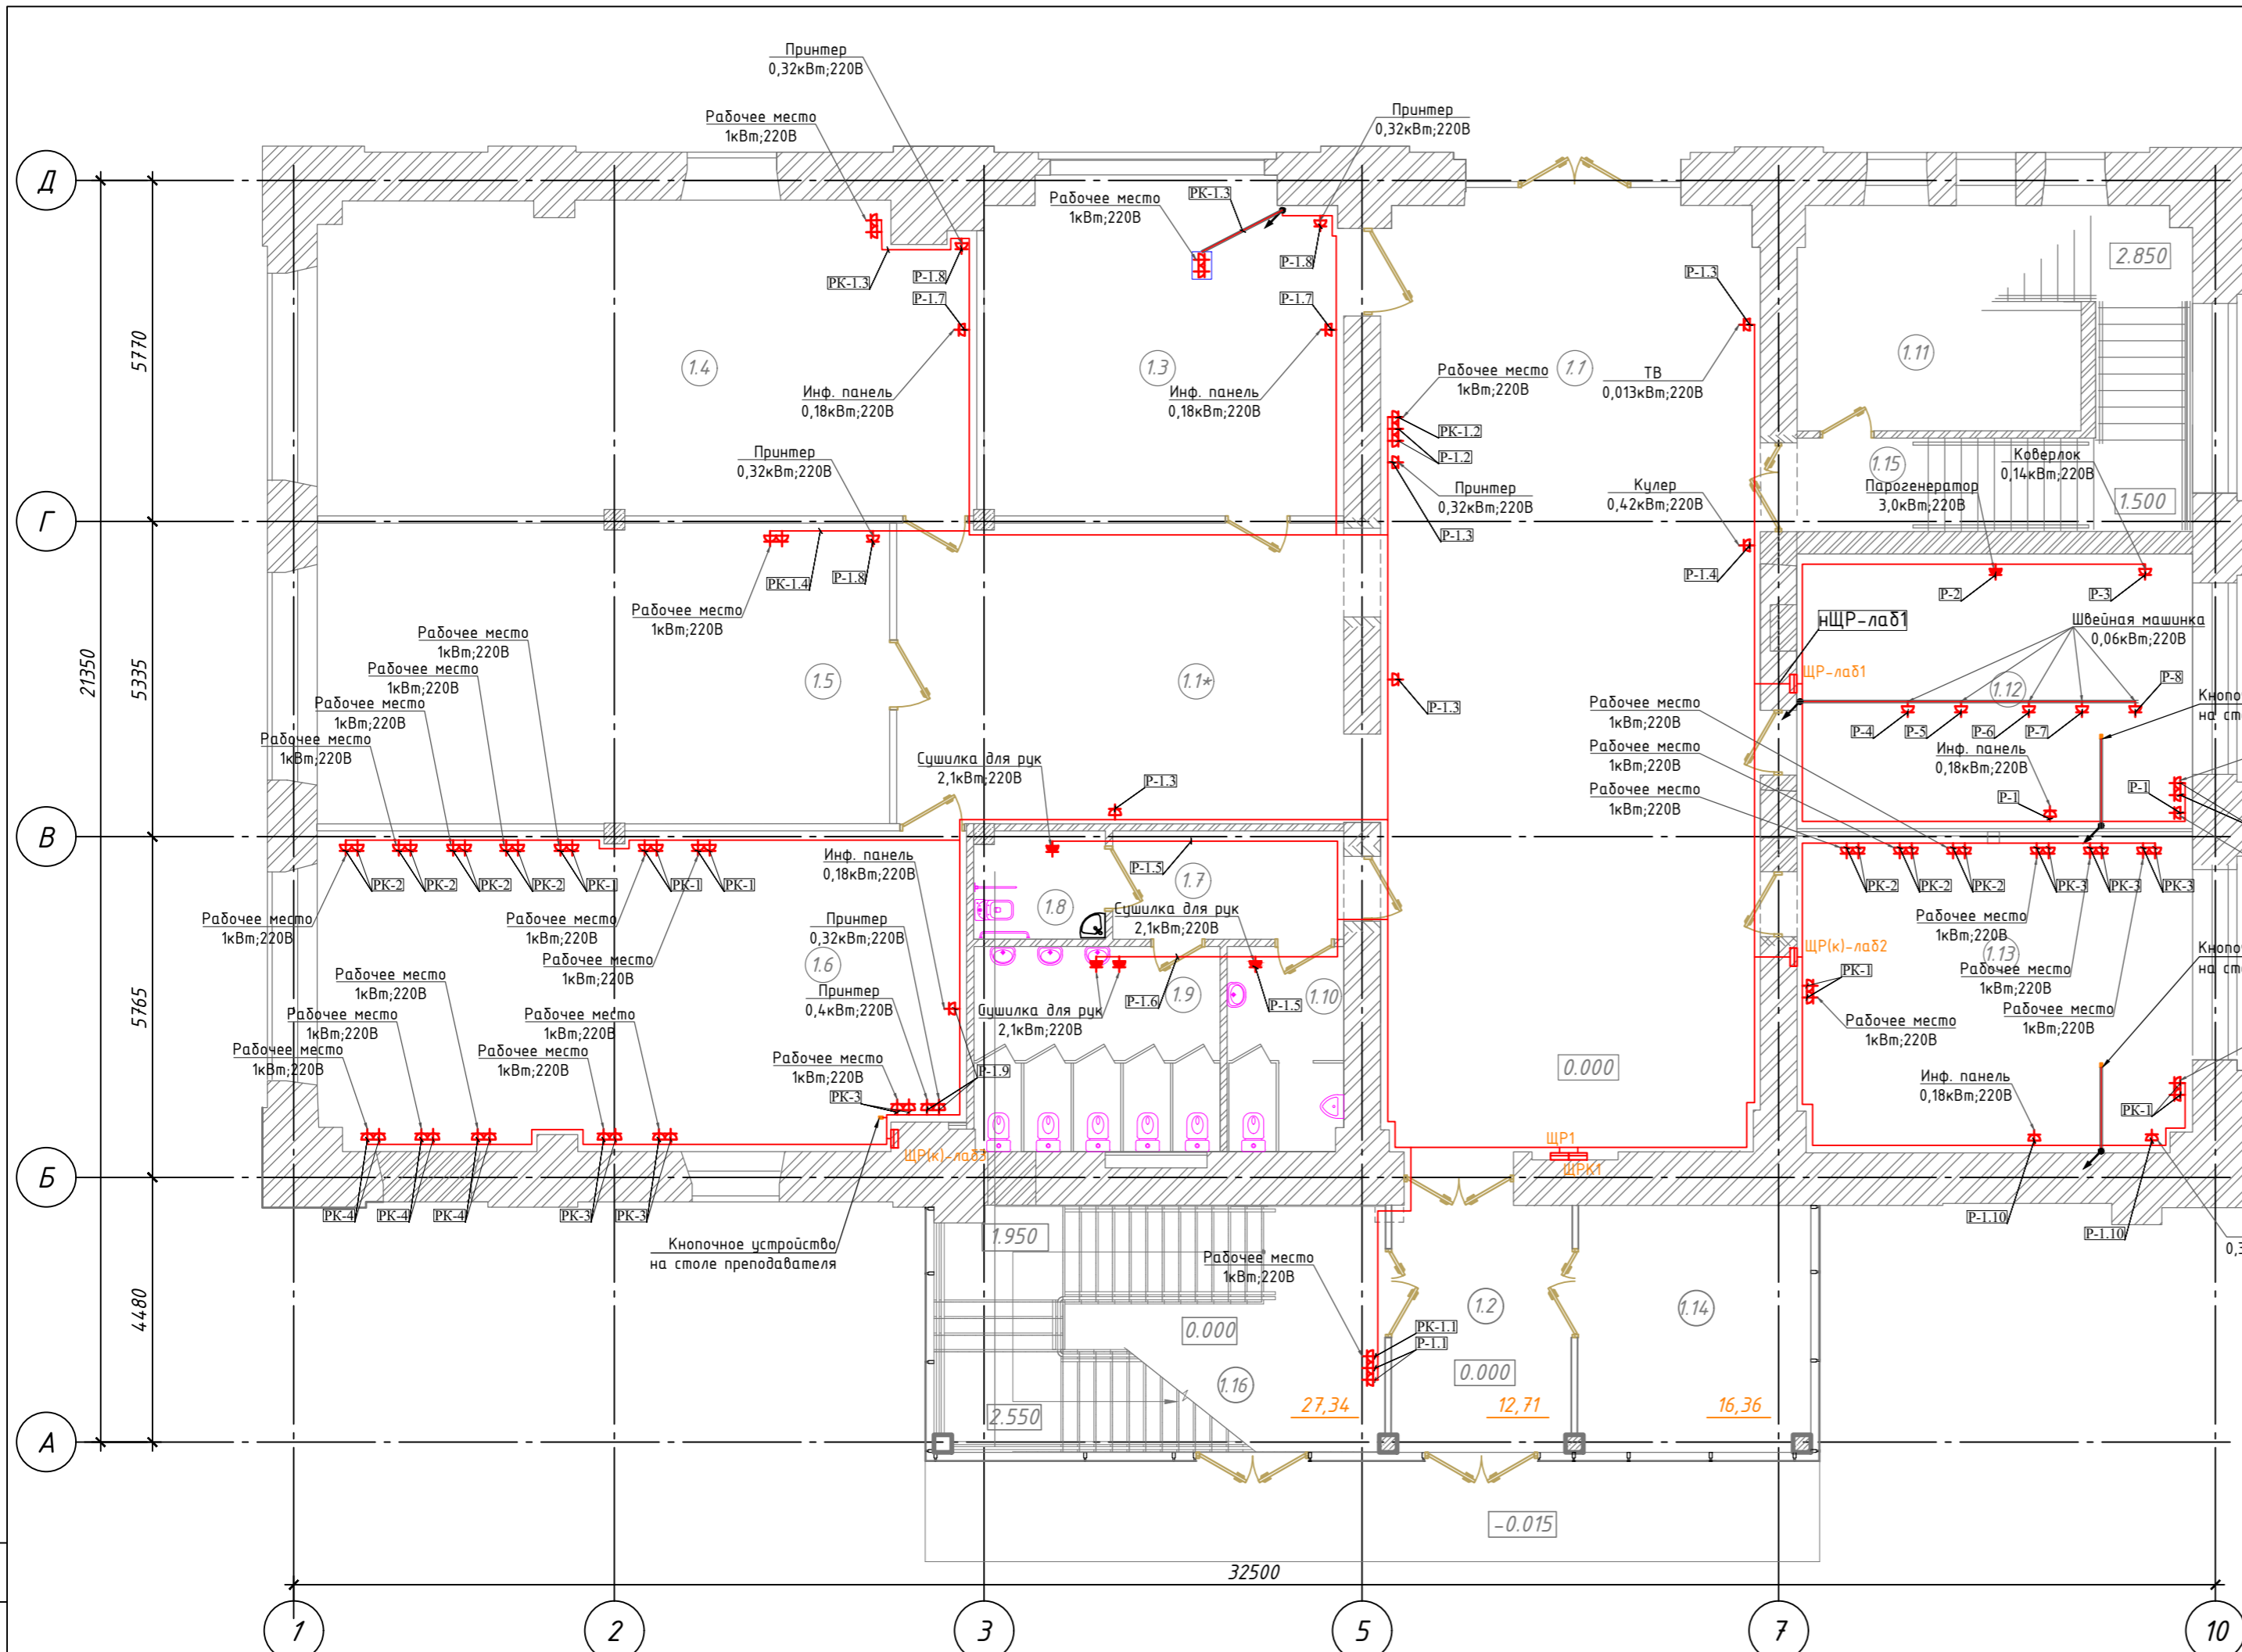 Принтер
0,32кВт;220В
Рабочее место
1кВт;220В
Принтер
0,32кВт;220В
Рабочее место
1кВт;220В
РК-1.3
Д
РК-1.3
Р-1.8
Р-1.7
Р-1.8
Р-1.7
Р-1.3
2.850
5770
1.4
1.3
1.1
1.11
Инф. панель
0,18кВт;220В
Инф. панель
0,18кВт;220В
Рабочее место
1кВт;220В
ТВ
0,013кВт;220В
РК-1.2
Р-1.2
Принтер
0,32кВт;220В
Принтер
0,32кВт;220В
Кулер
0,42кВт;220В
1.15
Коверлок
0,14кВт;220В
Парогенератор
3,0кВт;220В
1.500
Г
РК-1.4
Р-1.8
Р-1.3
Р-1.4
Р-2
Р-3
Рабочее место
1кВт;220В
нЩР-лаб1
Швейная машинка
0,06кВт;220В
21350
5335
Рабочее место
1кВт;220В
Рабочее место
1кВт;220В
Рабочее место
1кВт;220В
Рабочее место
1кВт;220В
1.5
1.1*
ЩР-лаб1
1.12
Р-8
Р-1.3
Р-4
Р-5
Р-6
Р-7
Рабочее место
1кВт;220В
Рабочее место
1кВт;220В
Рабочее место
1кВт;220В
Инф. панель
0,18кВт;220В
Сушилка для рук
2,1кВт;220В
Р-1.3
Р-1
Р-1
В
РК-2
РК-2
РК-2
РК-2
РК-1
РК-1
РК-1
Инф. панель
0,18кВт;220В
Р-1.5
1.7
1.8
Сушилка для рук
2,1кВт;220В
РК-2
РК-2
РК-2
РК-3
РК-3
РК-3
Рабочее место
1кВт;220В
Рабочее место
1кВт;220В
Рабочее место
1кВт;220В
Принтер
0,32кВт;220В
1.6
Рабочее место
1кВт;220В
ЩР(к)-лаб2
1.13
РК-1
Рабочее место
1кВт;220В
Рабочее место
1кВт;220В
Рабочее место
1кВт;220В
Рабочее место
1кВт;220В
Принтер
0,4кВт;220В
Р-1.6
1.9
Р-1.5
1.10
Сушилка для рук
2,1кВт;220В
5765
Рабочее место
1кВт;220В
Рабочее место
1кВт;220В
Рабочее место
1кВт;220В
Рабочее место
1кВт;220В
Рабочее место
1кВт;220В
РК-3
Р-1.9
0.000
Инф. панель
0,18кВт;220В
РК-1
ЩР(к)-лаб3
ЩР1
ЩРК1
Б
РК-4
РК-4
РК-4
РК-3
РК-3
Р-1.10
Р-1.10
Кнопочное устройство
на столе преподавателя
1.950
Рабочее место
1кВт;220В
4480
0.000
1.2
1.14
РК-1.1
Р-1.1
0.000
1.16
27,34
12,71
16,36
2.550
А
-0.015
32500
1
2
3
5
7
10